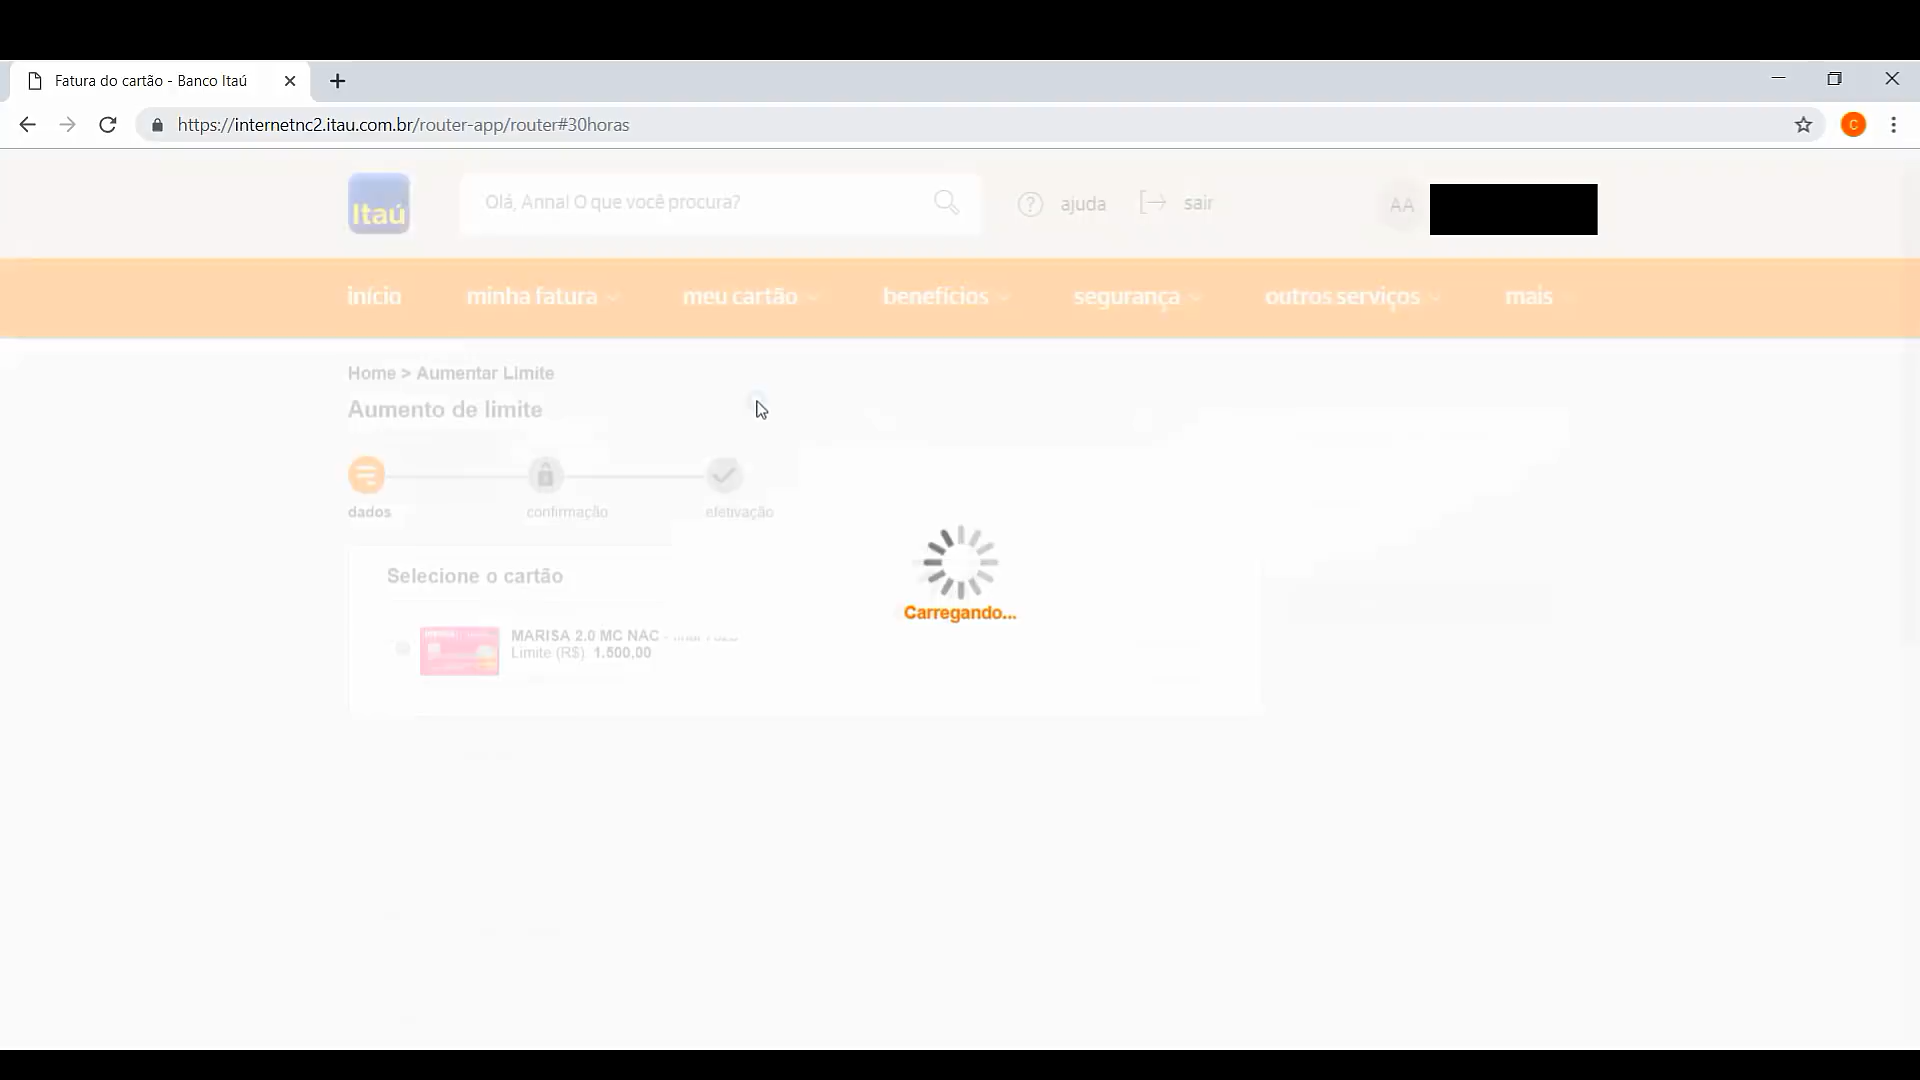 Fatura do cartão - Banco Itaú
https://internetnc2.itau.com.br/router-app/router#30horas
C
Itaú
Olá, Anna! O que você procura?
ajuda
sair
AA
início
minha fatura
meu cartão
benefícios
segurança
outros serviços
mais
Home > Aumentar Limite
Aumento de limite
dados
confirmação
efetivação
Selecione o cartão
MARISA 2.0 MC NAC -
Limite (R$): 1.500,00
Carregando...